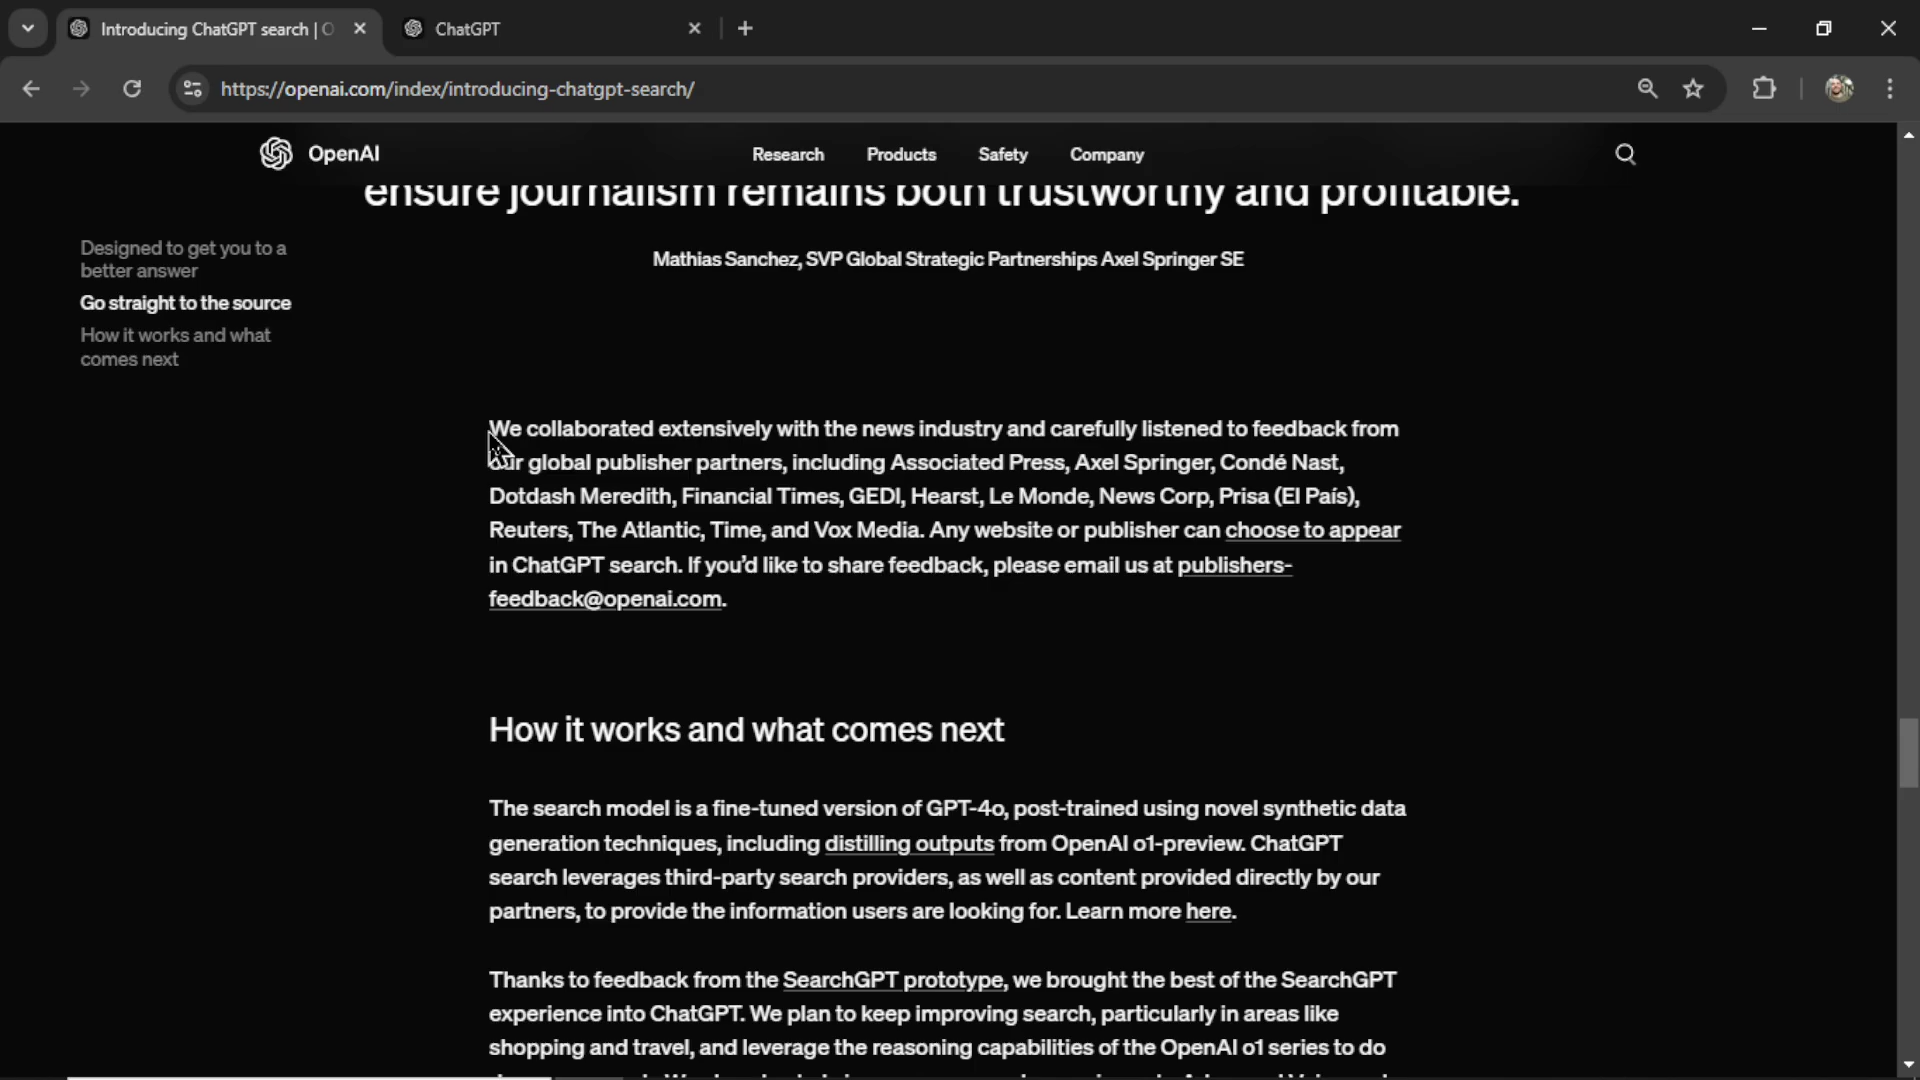 Introducing ChatGPT search | O
ChatGPT
https://openai.com/index/introducing-chatgpt-search/
OpenAI
Research
Products
Safety
Company
ensure journalism remains both trustworthy and profitable.
Mathias Sanchez, SVP Global Strategic Partnerships Axel Springer SE
Designed to get you to a
better answer
Go straight to the source
How it works and what
comes next
We collaborated extensively with the news industry and carefully listened to feedback from
our global publisher partners, including Associated Press, Axel Springer, Condé Nast,
Dotdash Meredith, Financial Times, GEDI, Hearst, Le Monde, News Corp, Prisa (El País),
Reuters, The Atlantic, Time, and Vox Media. Any website or publisher can choose to appear
in ChatGPT search. If you’d like to share feedback, please email us at publishers-
feedback@openai.com.
How it works and what comes next
The search model is a fine-tuned version of GPT-4o, post-trained using novel synthetic data
generation techniques, including distilling outputs from OpenAI o1-preview. ChatGPT
search leverages third-party search providers, as well as content provided directly by our
partners, to provide the information users are looking for. Learn more here.
Thanks to feedback from the SearchGPT prototype, we brought the best of the SearchGPT
experience into ChatGPT. We plan to keep improving search, particularly in areas like
shopping and travel, and leverage the reasoning capabilities of the OpenAI o1 series to do